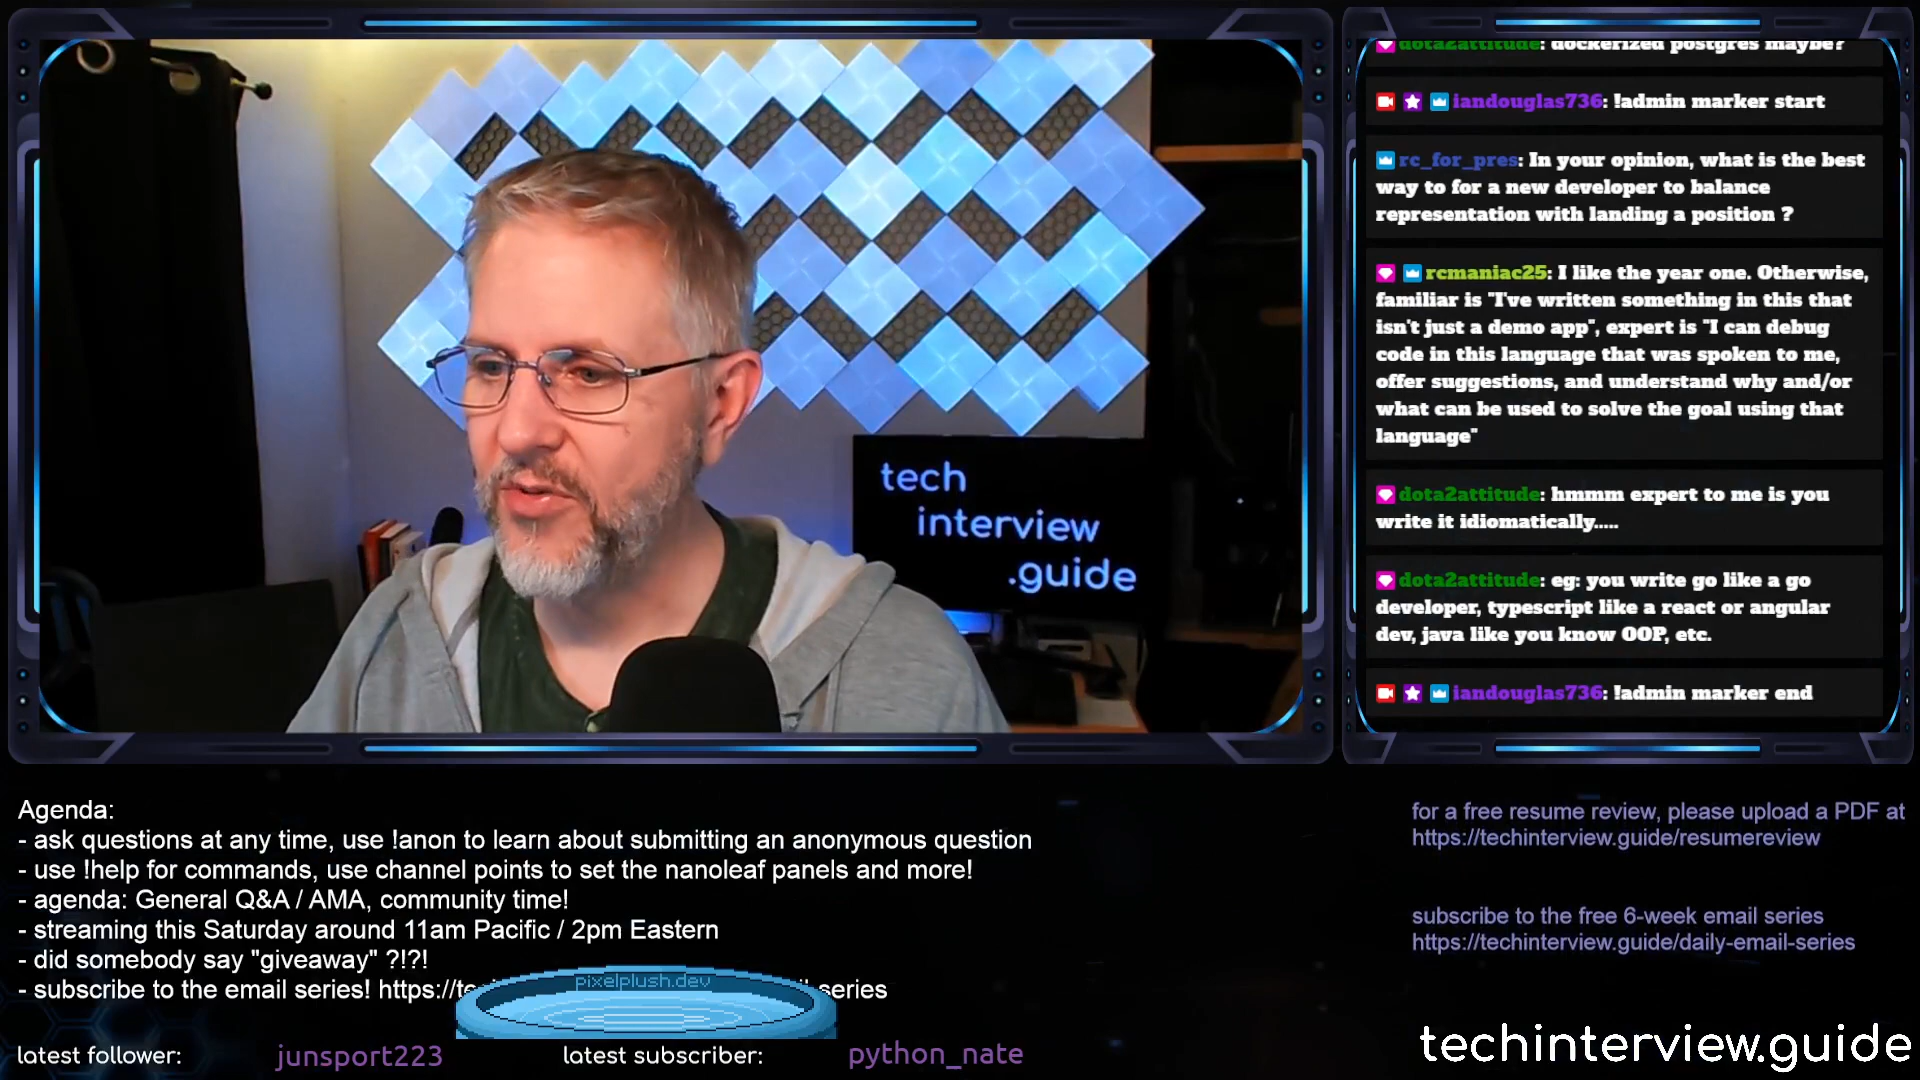 tech
interview
.guide
dota2attitude: dockerized postgres maybe?
iandouglas736: !admin marker start
rc_for_pres: In your opinion, what is the best
way to for a new developer to balance
representation with landing a position ?
rcmaniac25: I like the year one. Otherwise,
familiar is "I've written something in this that
isn't just a demo app", expert is "I can debug
code in this language that was spoken to me,
offer suggestions, and understand why and/or
what can be used to solve the goal using that
language"
dota2attitude: hmmm expert to me is you
write it idiomatically.....
dota2attitude: eg: you write go like a go
developer, typescript like a react or angular
dev, java like you know OOP, etc.
iandouglas736: !admin marker end
Agenda:
- ask questions at any time, use !anon to learn about submitting an anonymous question
- use !help for commands, use channel points to set the nanoleaf panels and more!
- agenda: General Q&A / AMA, community time!
- streaming this Saturday around 11am Pacific / 2pm Eastern
- did somebody say "giveaway" ?!?!
- subscribe to the email series! https://te
series
pixelplush.dev
latest follower: junsport223
latest subscriber: python_nate
for a free resume review, please upload a PDF at
https://techinterview.guide/resumereview
subscribe to the free 6-week email series
https://techinterview.guide/daily-email-series
techinterview.guide